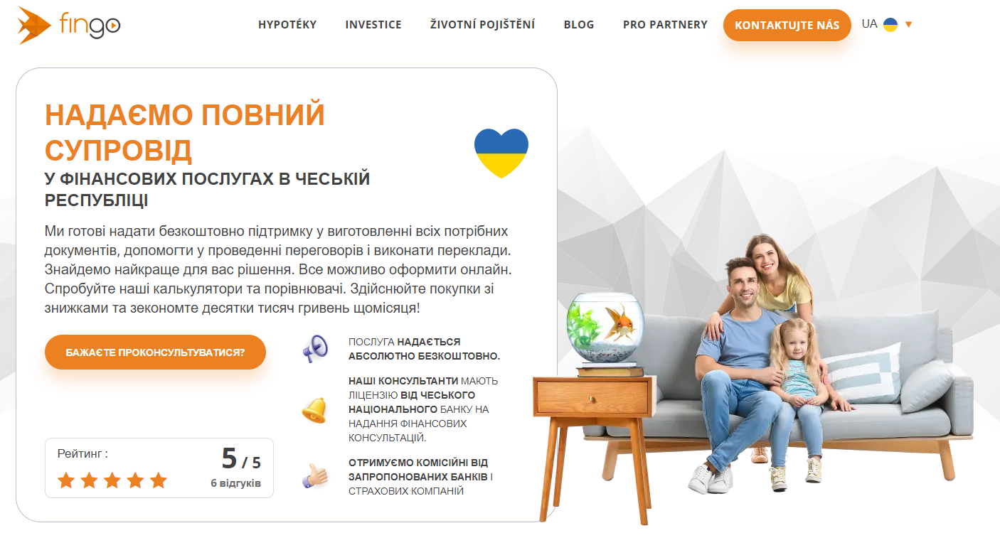 fingo
HYPOTÉKY
INVESTICE
ŽIVOTNÍ POJIŠTĚNÍ
BLOG
PRO PARTNERY
KONTAKTUJTE NÁS
UA
НАДАЄМО ПОВНИЙ
СУПРОВІД
У ФІНАНСОВИХ ПОСЛУГАХ В ЧЕСЬКІЙ
РЕСПУБЛІЦІ
Ми готові надати безкоштовно підтримку у виготовленні всіх потрібних
документів, допомогти у проведенні переговорів і виконати переклади.
Знайдемо найкраще для вас рішення. Все можливо оформити онлайн.
Спробуйте наші калькулятори та порівнювачі. Здійснюйте покупки зі
знижками та зекономте десятки тисяч гривень щомісяця!
БАЖАЄТЕ ПРОКОНСУЛЬТУВАТИСЯ?
ПОСЛУГА НАДАЄТЬСЯ
АБСОЛЮТНО БЕЗКОШТОВНО.
НАШІ КОНСУЛЬТАНТИ МАЮТЬ
ЛІЦЕНЗІЮ ВІД ЧЕСЬКОГО
НАЦІОНАЛЬНОГО БАНКУ НА
НАДАННЯ ФІНАНСОВИХ
КОНСУЛЬТАЦІЙ.
ОТРИМУЄМО КОМІСІЙНІ ВІД
ЗАПРОПОНОВАНИХ БАНКІВ І
СТРАХОВИХ КОМПАНІЙ
Рейтинг :
5 / 5
6 відгуків